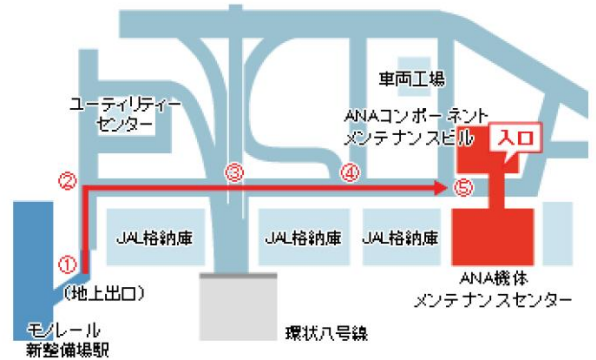 車両工場
ユーティリティー
センター
ANAコンポーネント
メンテナンスビル
入口
③
④
②
⑤
JAL格納庫
JAL格納庫
JAL格納庫
①
(地上出口)
ANA機体
メンテナンスセンター
モノレール
新整備場駅
環状八号線